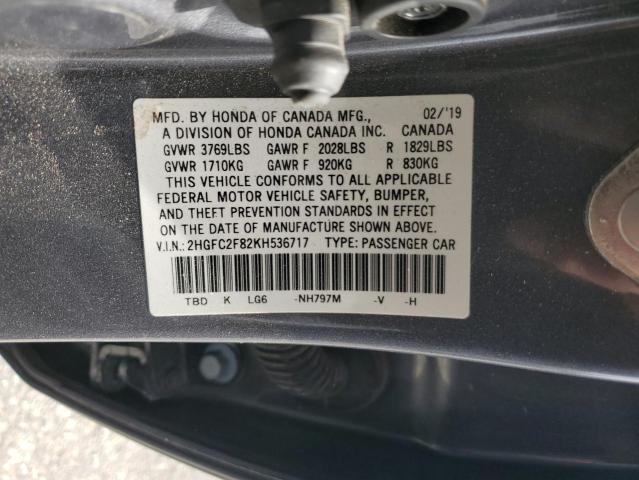 MFD. BY HONDA OF CANADA MFG., 02/'19
A DIVISION OF HONDA CANADA INC. CANADA
GVWR 3769LBS GAWR F 2028LBS R 1829LBS
GVWR 1710KG GAWR F 920KG R 830KG
THIS VEHICLE CONFORMS TO ALL APPLICABLE
FEDERAL MOTOR VEHICLE SAFETY, BUMPER,
AND THEFT PREVENTION STANDARDS IN EFFECT
ON THE DATE OF MANUFACTURE SHOWN ABOVE.
V.I.N.: 2HGFC2F82KH536717 TYPE: PASSENGER CAR
TBD K LG6 -NH797M -V -H